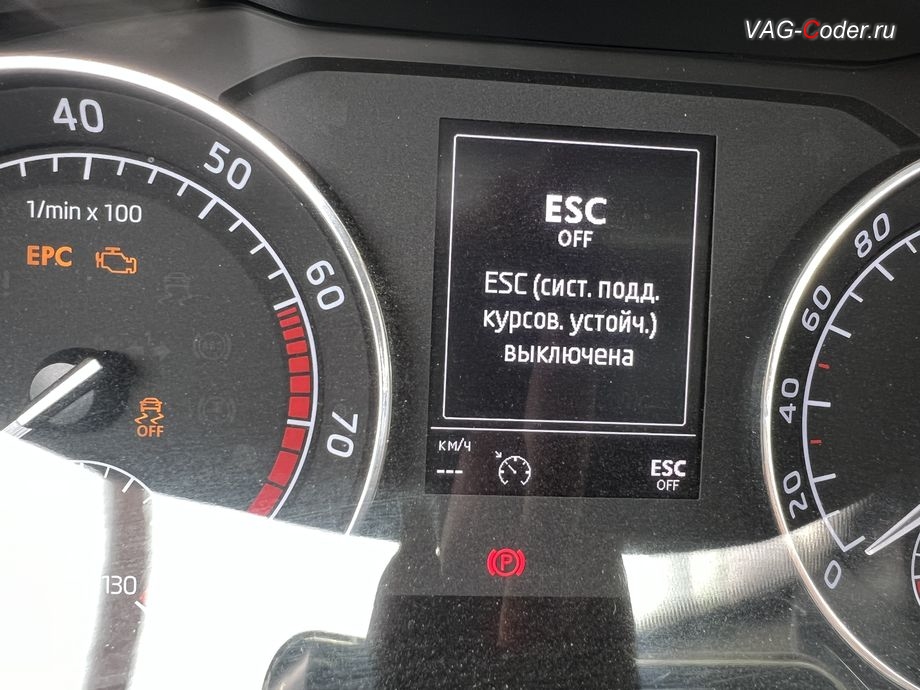 VAG-Coder.ru
40
50
60
70
1/min x 100
EPC
OFF
130
ESC
OFF
ESC (сист. подд.
курсов. устойч.)
выключена
км/ч
---
ESC
OFF
P
80
60
40
20
0